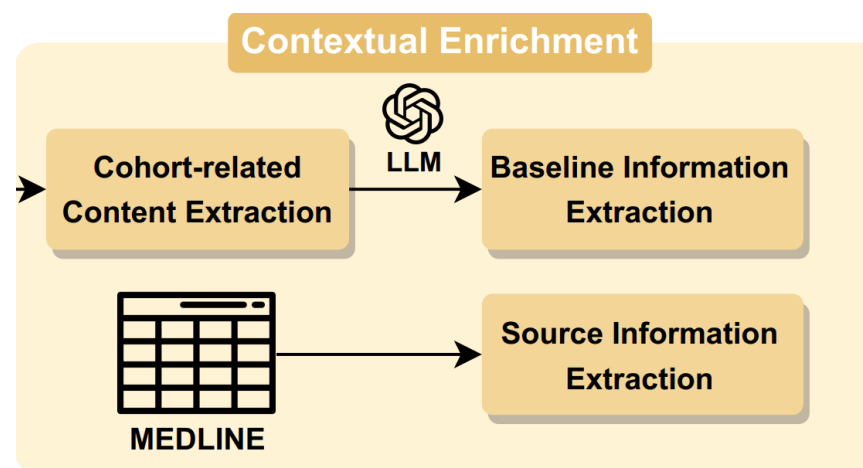 Contextual Enrichment
Cohort-related
Content Extraction
LLM
Baseline Information
Extraction
MEDLINE
Source Information
Extraction